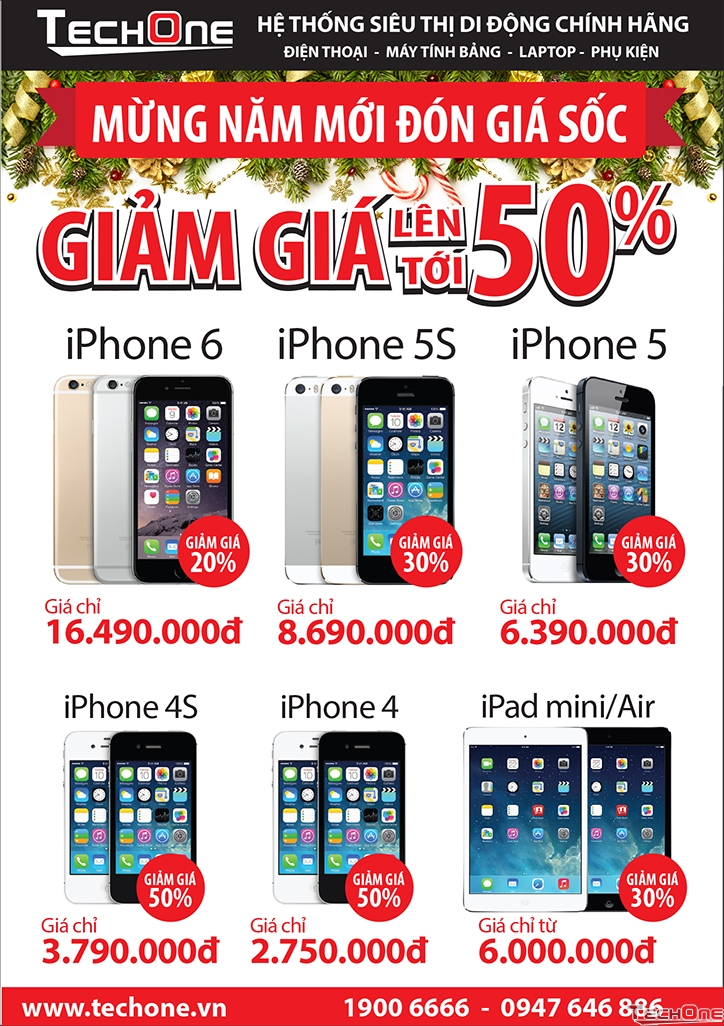 TECHONE
HỆ THỐNG SIÊU THỊ DI ĐỘNG CHÍNH HÃNG
ĐIỆN THOẠI - MÁY TÍNH BẢNG - LAPTOP - PHỤ KIỆN
MỪNG NĂM MỚI ĐÓN GIÁ SỐC
GIẢM GIÁ LÊN TỚI 50%
iPhone 6
iPhone 5S
iPhone 5
GIẢM GIÁ
20%
GIẢM GIÁ
30%
GIẢM GIÁ
30%
Giá chỉ
16.490.000đ
Giá chỉ
8.690.000đ
Giá chỉ
6.390.000đ
iPhone 4S
iPhone 4
iPad mini/Air
GIẢM GIÁ
50%
GIẢM GIÁ
50%
GIẢM GIÁ
30%
Giá chỉ
3.790.000đ
Giá chỉ
2.750.000đ
Giá chỉ từ
6.000.000đ
www.techone.vn
1900 6666 - 0947 646 886
TECHONE